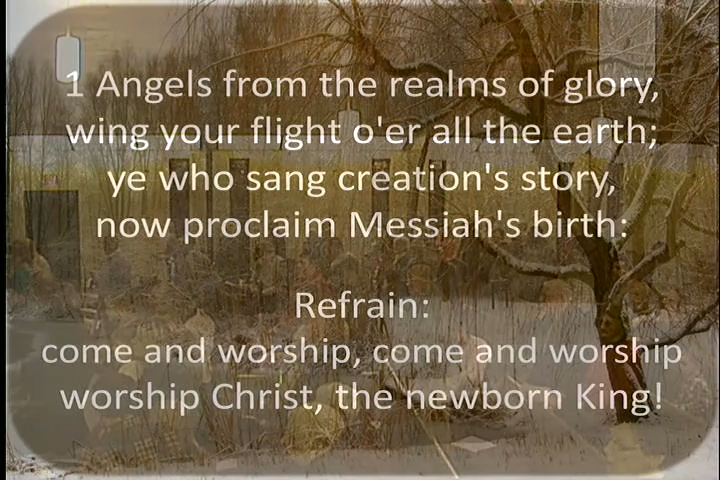 1 Angels from the realms of glory,
wing your flight o'er all the earth;
ye who sang creation's story,
now proclaim Messiah's birth:
Refrain:
come and worship, come and worship
worship Christ, the newborn King!